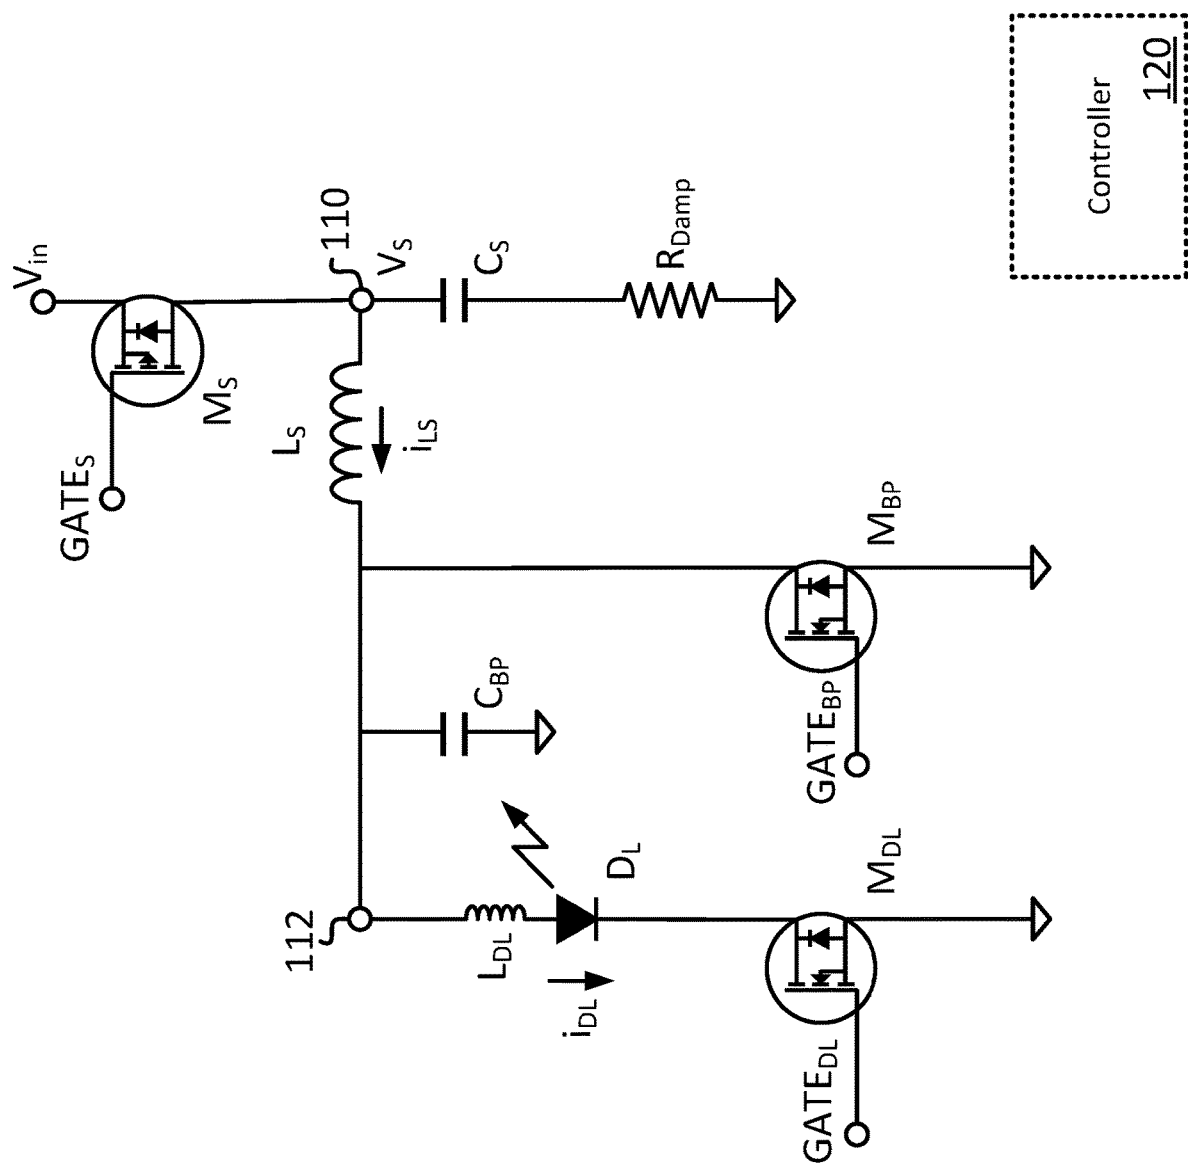 Controller
120
V_in
110
V_S
C_S
R_Damp
GATE_S
M_S
L_S
i_LS
C_BP
GATE_BP
M_BP
112
L_DL
i_DL
D_L
GATE_DL
M_DL